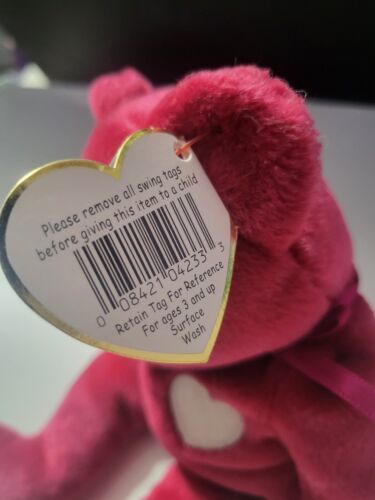 Please remove all swing tags
before giving this item to a child
0 08421 04233 3
Retain Tag For Reference
For ages 3 and up
Surface
Wash